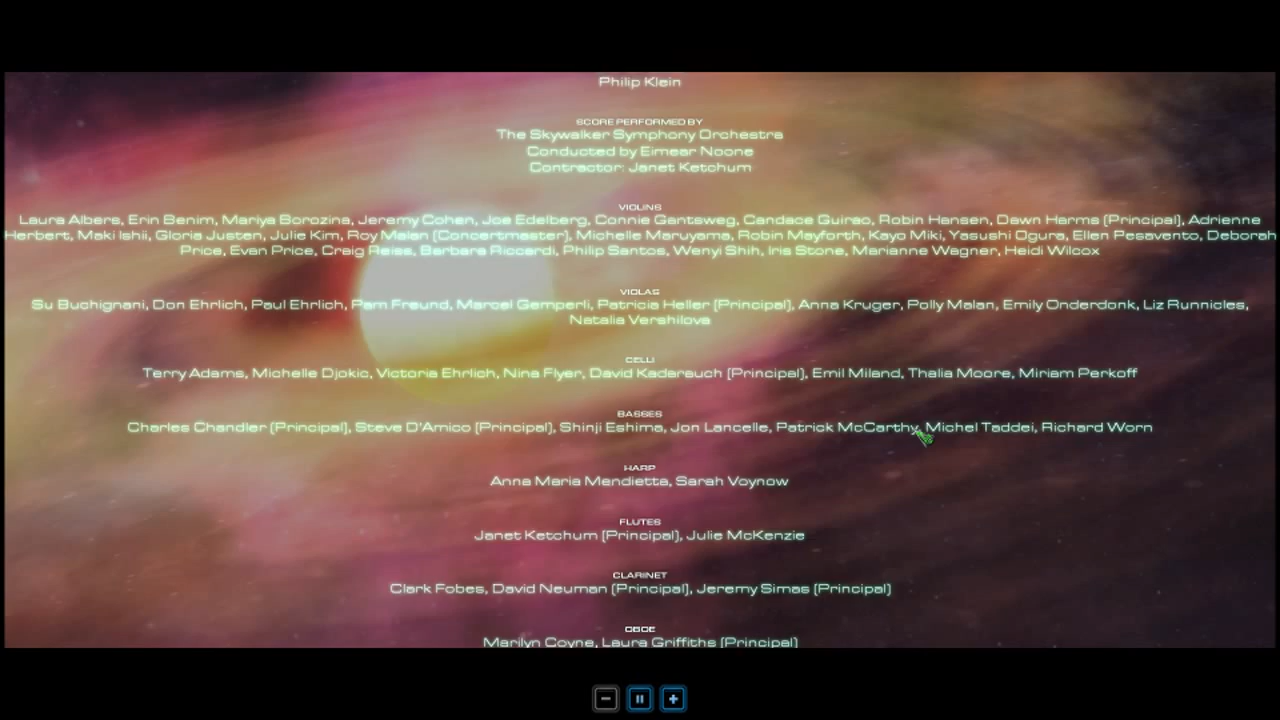 Philip Klein
SCORE PERFORMED BY
The Skywalker Symphony Orchestra
Conducted by Eimear Noone
Contractor: Janet Ketchum
VIOLINS
Laura Albers, Erin Benim, Mariya Borozina, Jeremy Cohen, Joe Edelberg, Connie Gantsweg, Candace Guirao, Robin Hansen, Dawn Harms (Principal), Adrienne
Herbert, Maki Ishii, Gloria Justen, Julie Kim, Roy Malan (Concertmaster), Michelle Maruyama, Robin Mayforth, Kayo Miki, Yasushi Ogura, Ellen Pesavento, Deborah
Price, Evan Price, Craig Reiss, Barbara Riccardi, Philip Santos, Wenyi Shih, Iris Stone, Marianne Wagner, Heidi Wilcox
VIOLAS
Su Buchignani, Don Ehrlich, Paul Ehrlich, Pam Freund, Marcel Gemperli, Patricia Heller (Principal), Anna Kruger, Polly Malan, Emily Onderdonk, Liz Runnicles,
Natalia Vershilova
CELLI
Terry Adams, Michelle Djokic, Victoria Ehrlich, Nina Flyer, David Kadarauch (Principal), Emil Miland, Thalia Moore, Miriam Perkoff
BASSES
Charles Chandler (Principal), Steve D'Amico (Principal), Shinji Eshima, Jon Lancelle, Patrick McCarthy, Michel Taddei, Richard Worn
HARP
Anna Maria Mendietta, Sarah Voynow
FLUTES
Janet Ketchum (Principal), Julie McKenzie
CLARINET
Clark Fobes, David Neuman (Principal), Jeremy Simas (Principal)
OBOE
Marilyn Coyne, Laura Griffiths (Principal)